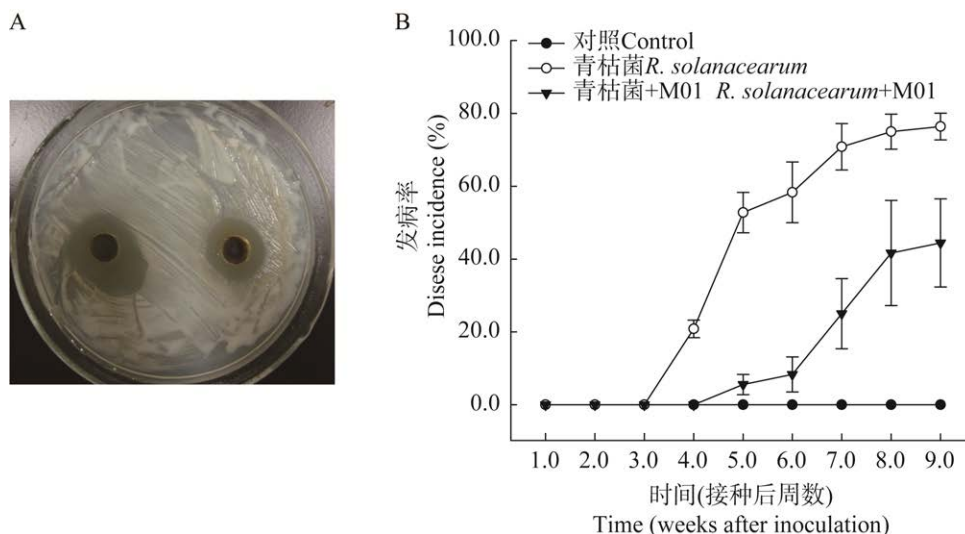 A
B
100.0
80.0
60.0
40.0
20.0
0.0
发病率
Disese incidence (%)
对照Control
青枯菌R. solanacearum
青枯菌+M01 R. solanacearum+M01
1.0 2.0 3.0 4.0 5.0 6.0 7.0 8.0 9.0
时间(接种后周数)
Time (weeks after inoculation)